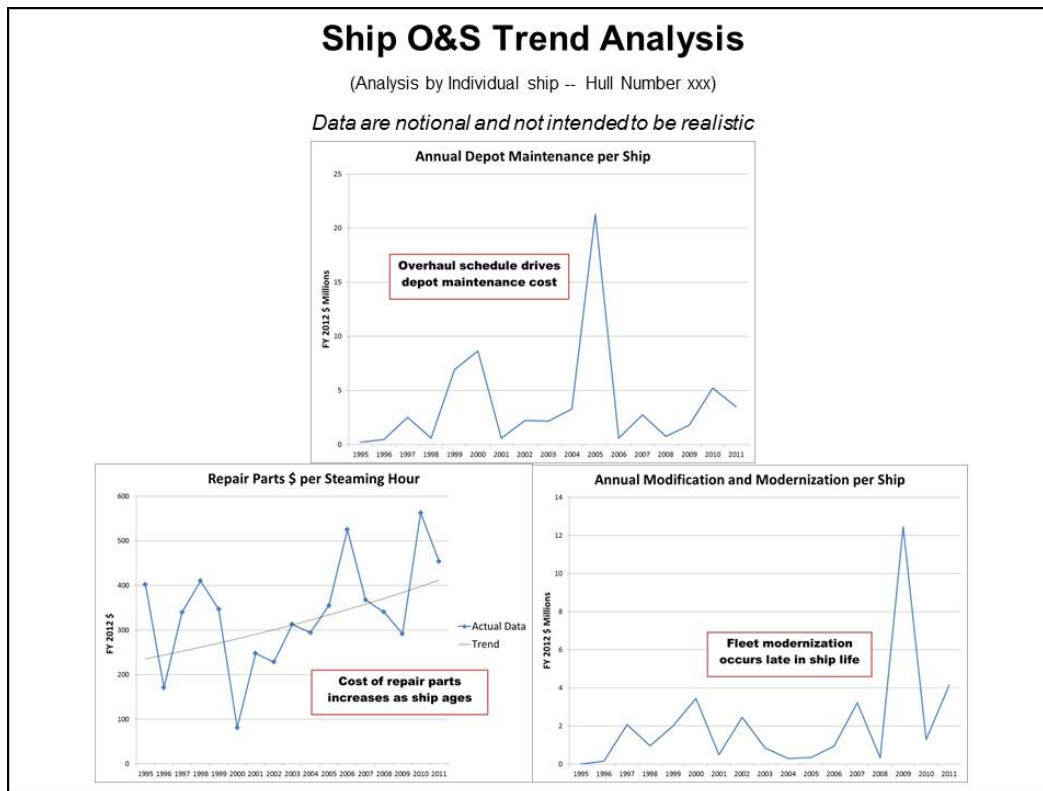 Ship O&S Trend Analysis
(Analysis by Individual ship -- Hull Number xxx)
Data are notional and not intended to be realistic
Annual Depot Maintenance per Ship
25
20
15
10
5
0
FY 2012 $ Millions
Overhaul schedule drives
depot maintenance cost
1995 1996 1997 1998 1999 2000 2001 2002 2003 2004 2005 2006 2007 2008 2009 2010 2011
Repair Parts $ per Steaming Hour
600
500
400
300
200
100
0
FY 2012 $
Actual Data
Trend
Cost of repair parts
increases as ship ages
1995 1996 1997 1998 1999 2000 2001 2002 2003 2004 2005 2006 2007 2008 2009 2010 2011
Annual Modification and Modernization per Ship
14
12
10
8
6
4
2
0
FY 2012 $ Millions
Fleet modernization
occurs late in ship life
1995 1996 1997 1998 1999 2000 2001 2002 2003 2004 2005 2006 2007 2008 2009 2010 2011